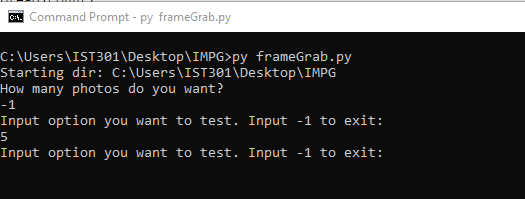 Command Prompt - py frameGrab.py
C:\Users\IST301\Desktop\IMPG>py frameGrab.py
Starting dir: C:\Users\IST301\Desktop\IMPG
How many photos do you want?
-1
Input option you want to test. Input -1 to exit:
5
Input option you want to test. Input -1 to exit: